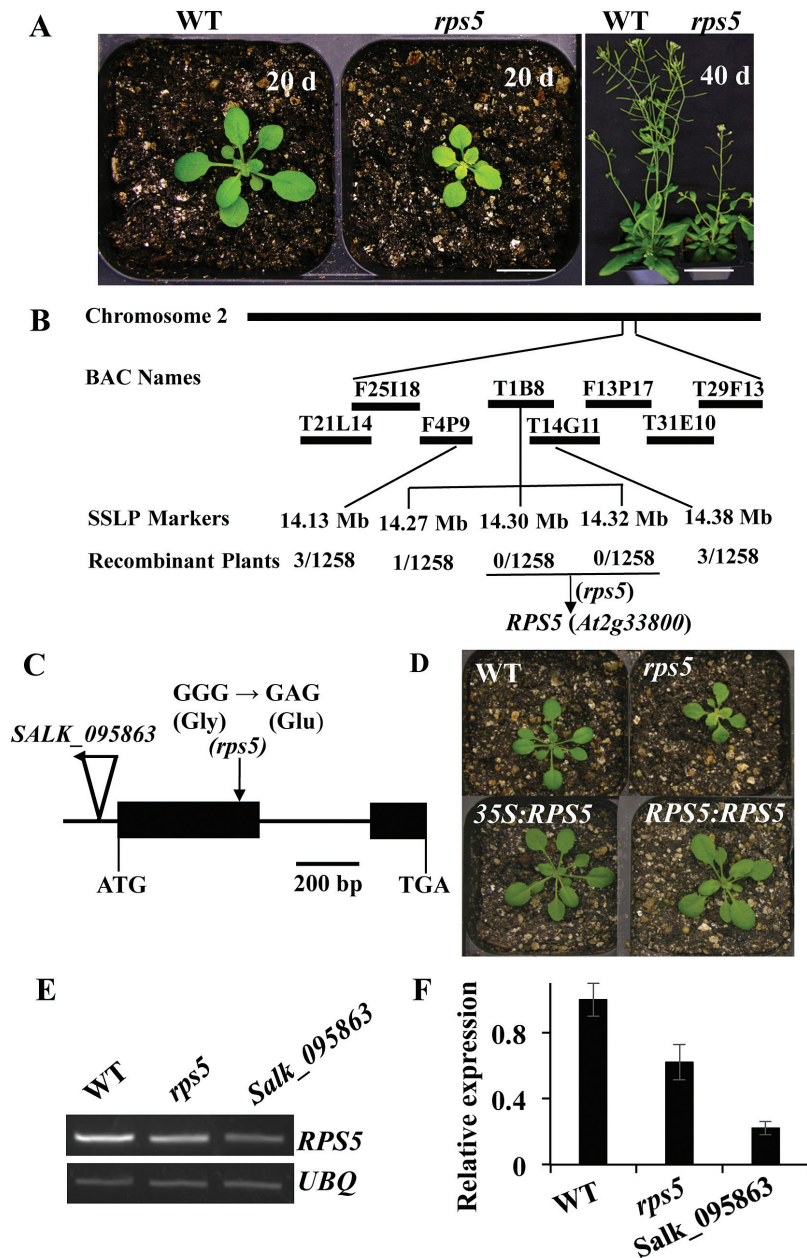 A
WT
rps5
WT rps5
20 d
20 d
40 d
B
Chromosome 2
BAC Names
F25I18
T1B8
F13P17
T29F13
T21L14
F4P9
T14G11
T31E10
SSLP Markers
14.13 Mb
14.27 Mb
14.30 Mb
14.32 Mb
14.38 Mb
Recombinant Plants
3/1258
1/1258
0/1258
0/1258
3/1258
(rps5)
RPS5 (At2g33800)
C
GGG → GAG
(Gly) (Glu)
(rps5)
SALK_095863
ATG
200 bp
TGA
D
WT
rps5
35S:RPS5
RPS5:RPS5
E
WT
rps5
Salk_095863
RPS5
UBQ
F
Relative expression
0.8
0.4
0
WT
rps5
Salk_095863